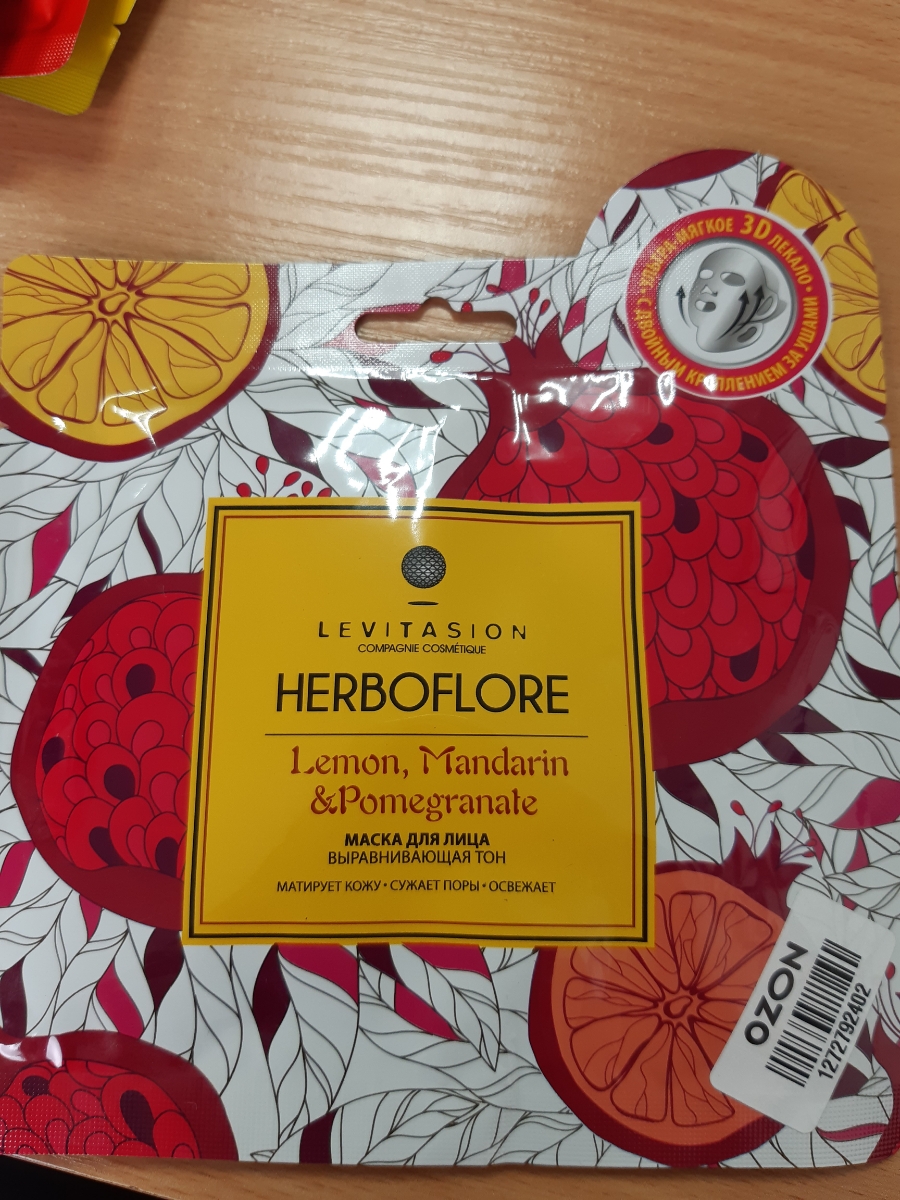 УЛЬТРА-МЯГКОЕ 3D ЛЕКАЛО • С ДВОЙНЫМ КРЕПЛЕНИЕМ ЗА УШАМИ •
LEVITASION
COMPAGNIE COSMÉTIQUE
HERBOFLORE
Lemon, Mandarin
&Pomegranate
МАСКА ДЛЯ ЛИЦА
ВЫРАВНИВАЮЩАЯ ТОН
МАТИРУЕТ КОЖУ • СУЖАЕТ ПОРЫ • ОСВЕЖАЕТ
OZON
1272792402